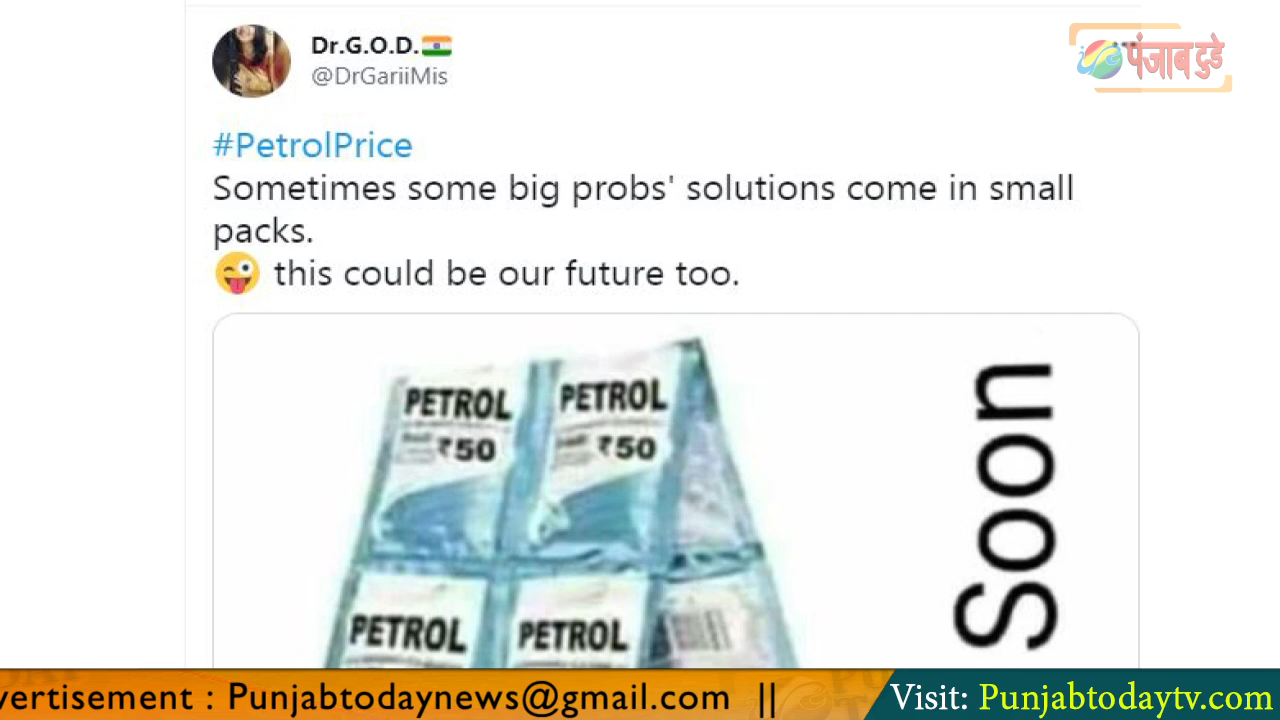 Dr.G.O.D.
@DrGariiMis
पंजाब टुडे
#PetrolPrice
Sometimes some big probs' solutions come in small
packs.
this could be our future too.
PETROL
₹50
PETROL
₹50
PETROL
PETROL
Soon
vertisement : Punjabtodaynews@gmail.com ||
Visit: Punjabtodaytv.com